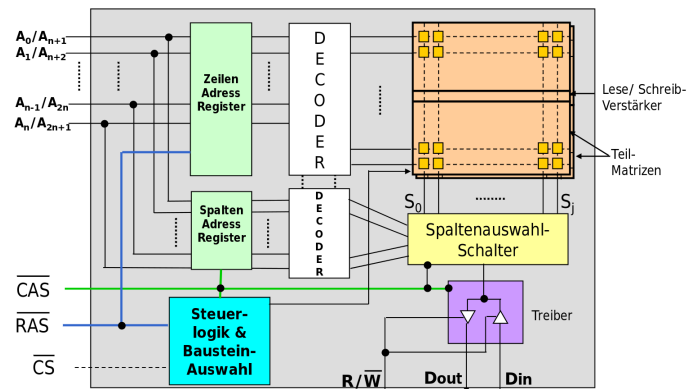 A0/An+1
A1/An+2
An-1/A2n
An/A2n+1
Zeilen
Adress
Register
D
E
C
O
D
E
R
Lese/ Schreib-
Verstärker
Teil-
Matrizen
Spalten
Adress
Register
D
E
C
O
D
E
R
S0
Sj
Spaltenauswahl-
Schalter
CAS
RAS
CS
Steuer-
logik &
Baustein-
Auswahl
Treiber
R/W
Dout
Din